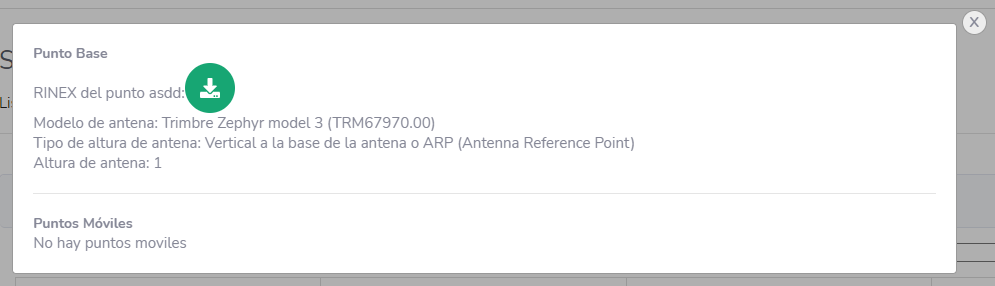 X
Punto Base
RINEX del punto asdd:
Modelo de antena: Trimbre Zephyr model 3 (TRM67970.00)
Tipo de altura de antena: Vertical a la base de la antena o ARP (Antenna Reference Point)
Altura de antena: 1
Puntos Móviles
No hay puntos moviles